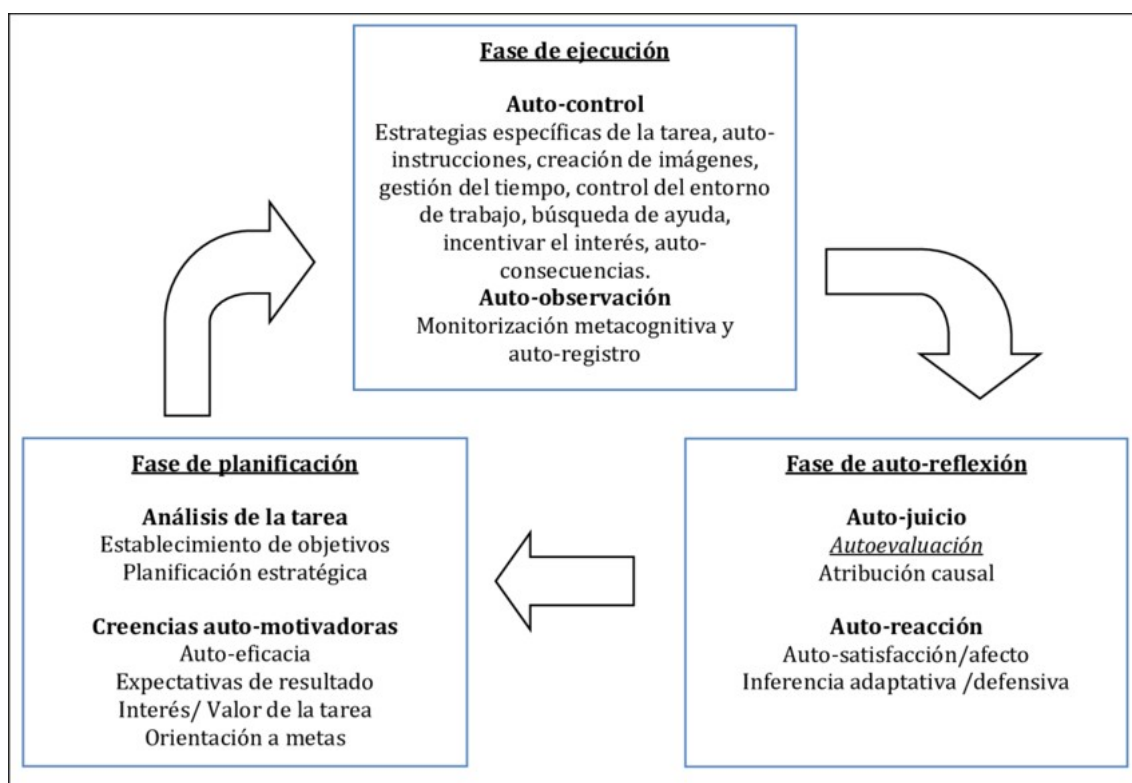 Fase de ejecución
Auto-control
Estrategias específicas de la tarea, auto-
instrucciones, creación de imágenes,
gestión del tiempo, control del entorno
de trabajo, búsqueda de ayuda,
incentivar el interés, auto-
consecuencias.
Auto-observación
Monitorización metacognitiva y
auto-registro
Fase de planificación
Análisis de la tarea
Establecimiento de objetivos
Planificación estratégica
Creencias auto-motivadoras
Auto-eficacia
Expectativas de resultado
Interés/ Valor de la tarea
Orientación a metas
Fase de auto-reflexión
Auto-juicio
Autoevaluación
Atribución causal
Auto-reacción
Auto-satisfacción/afecto
Inferencia adaptativa /defensiva